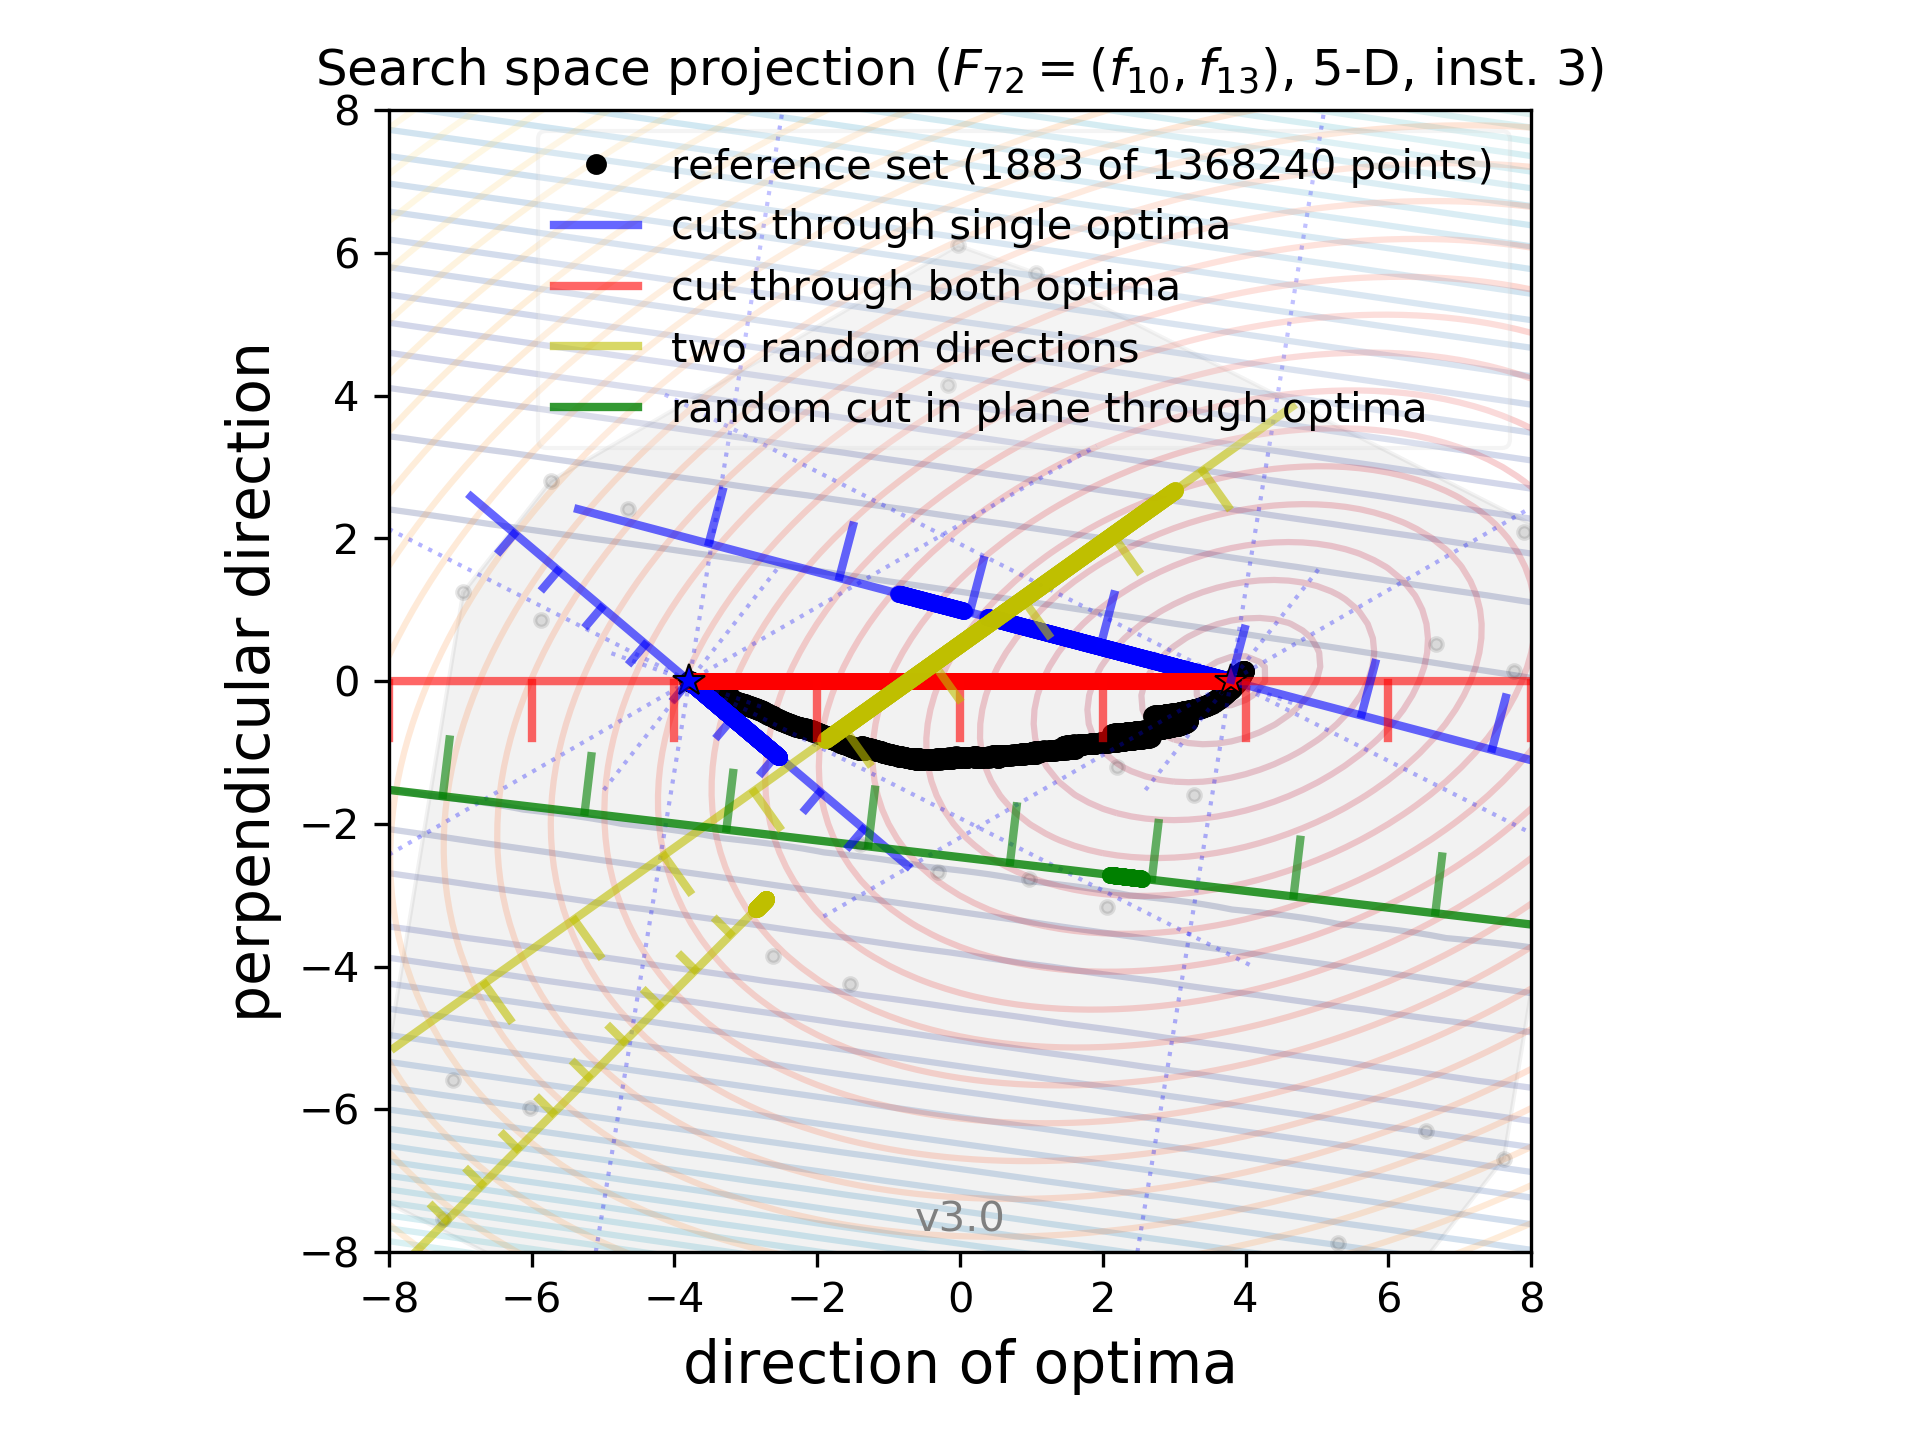 Search space projection (F₇₂ = (f₁₀, f₁₃), 5-D, inst. 3)
8
reference set (1883 of 1368240 points)
cuts through single optima
6
cut through both optima
two random directions
4
random cut in plane through optima
2
0
−2
−4
−6
−8
perpendicular direction
v3.0
−8 −6 −4 −2 0 2 4 6 8
direction of optima